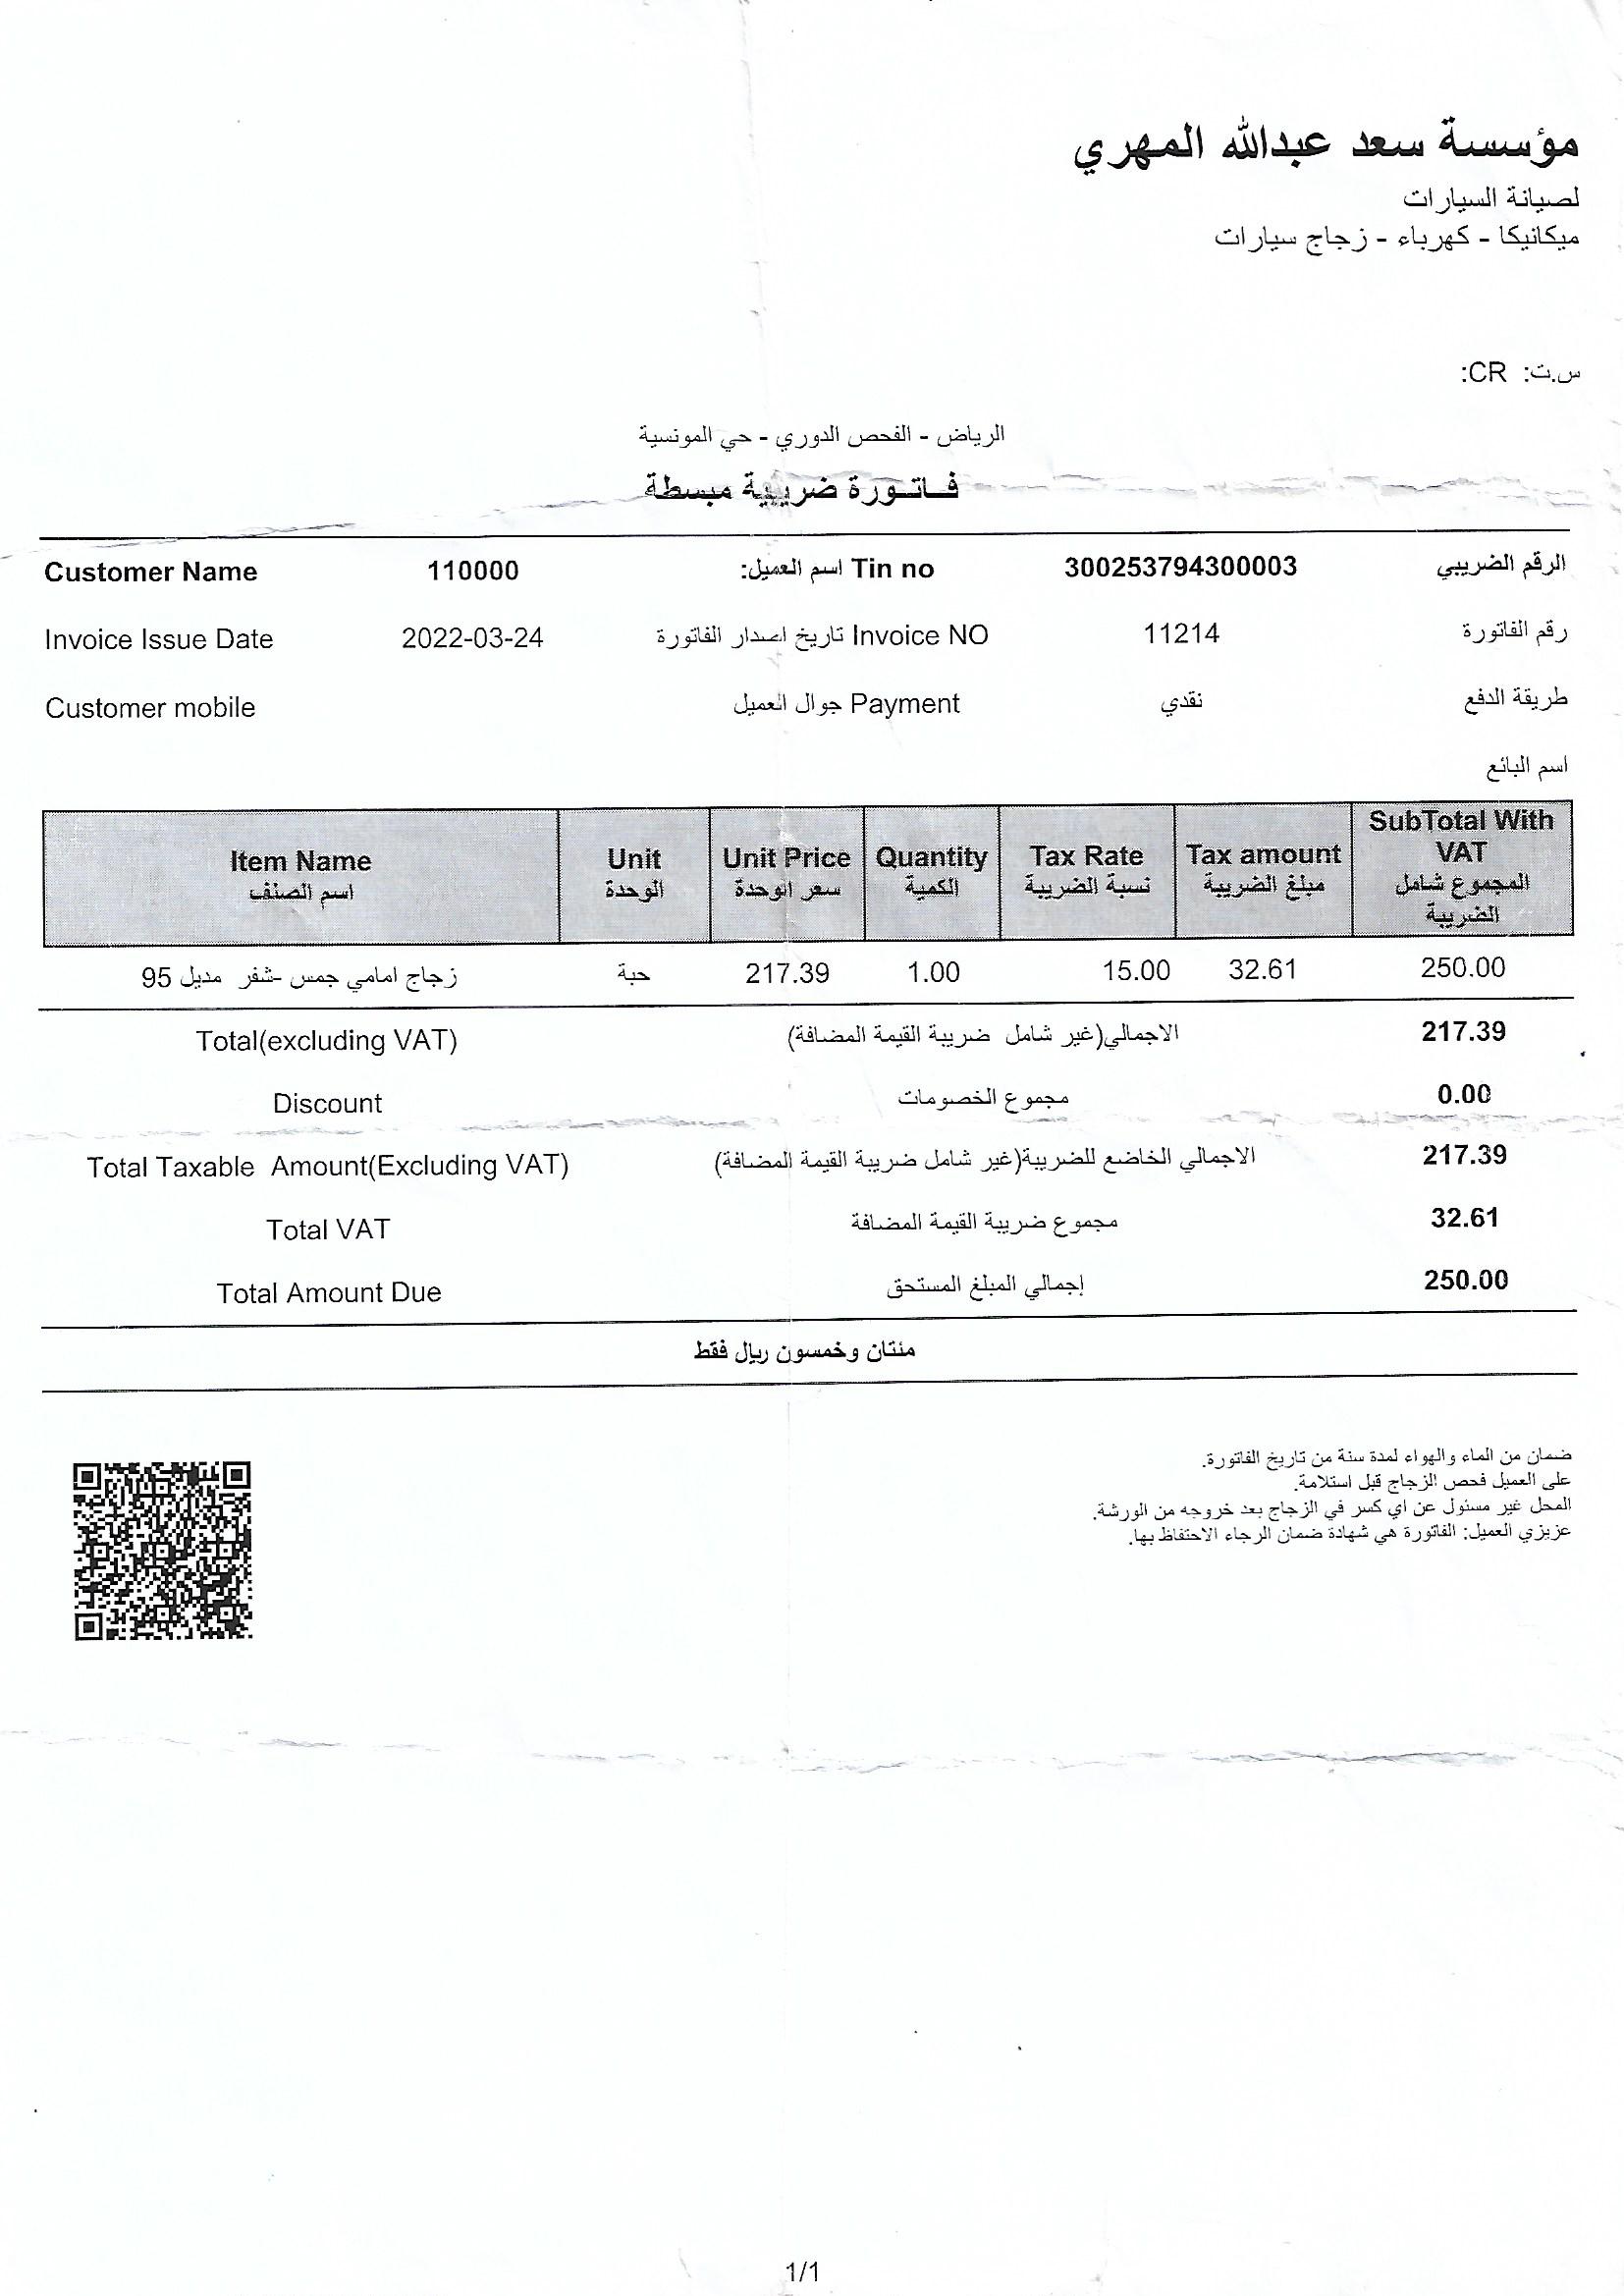 مؤسسة سعد عبدالله المهري
لصيانة السيارات
ميكانيكا - كهرباء - زجاج سيارات
س.ت: CR:
الرياض - الفحص الدوري - حي المونسية
فـاتـورة ضريبية مبسطة
الرقم الضريبي 300253794300003 Tin no اسم العميل: 110000 Customer Name
رقم الفاتورة 11214 Invoice NO تاريخ اصدار الفاتورة 2022-03-24 Invoice Issue Date
طريقة الدفع نقدي Payment جوال العميل Customer mobile
اسم البائع
Item Name Unit Unit Price Quantity Tax Rate Tax amount SubTotal With VAT
اسم الصنف الوحدة سعر الوحدة الكمية نسبة الضريبة مبلغ الضريبة المجموع شامل الضريبة
زجاج امامي جمس -شفر مديل 95 حبة 217.39 1.00 15.00 32.61 250.00
Total(excluding VAT) الاجمالي(غير شامل ضريبة القيمة المضافة) 217.39
Discount مجموع الخصومات 0.00
Total Taxable Amount(Excluding VAT) الاجمالي الخاضع للضريبة(غير شامل ضريبة القيمة المضافة) 217.39
Total VAT مجموع ضريبة القيمة المضافة 32.61
Total Amount Due إجمالي المبلغ المستحق 250.00
مئتان وخمسون ريال فقط
ضمان من الماء والهواء لمدة سنة من تاريخ الفاتورة.
على العميل فحص الزجاج قبل استلامة.
المحل غير مسئول عن اي كسر في الزجاج بعد خروجه من الورشة.
عزيزي العميل: الفاتورة هي شهادة ضمان الرجاء الاحتفاظ بها.
1/1